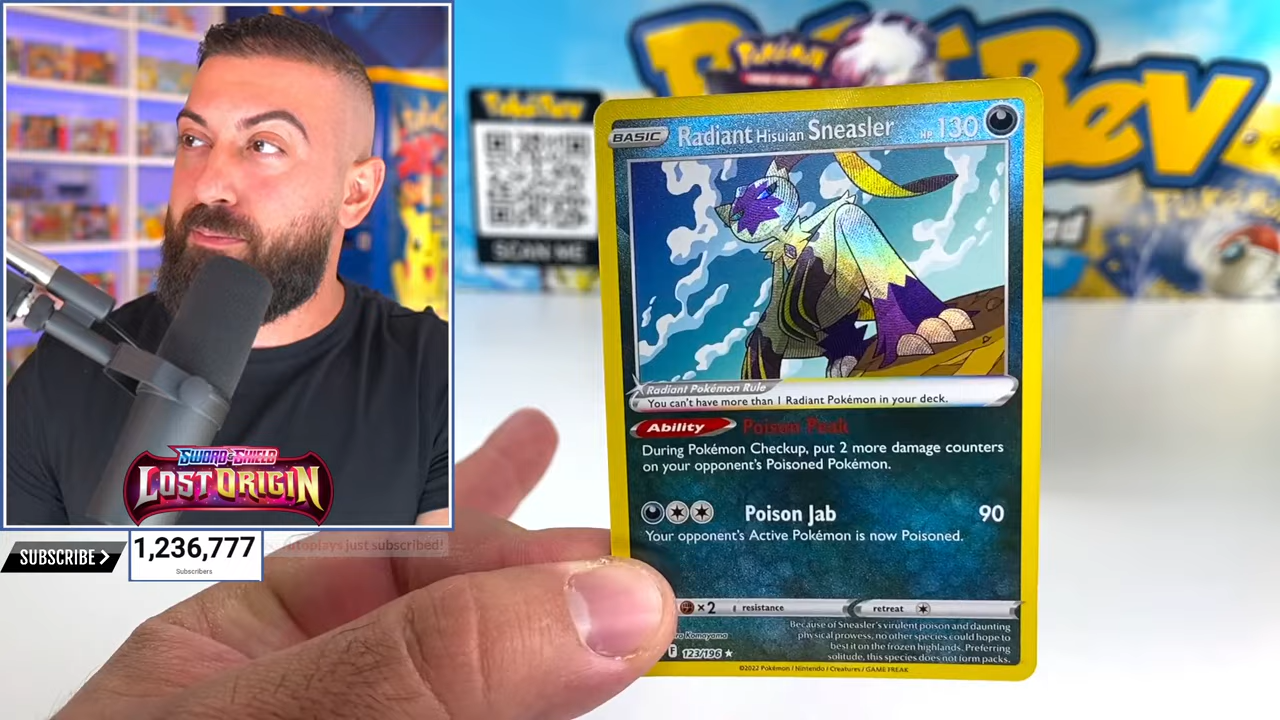 PokéBev
Pokémon
PokéBev
SCAN ME
BASIC Radiant Hisuian Sneasler HP 130
Radiant Pokémon Rule
You can't have more than 1 Radiant Pokémon in your deck.
Ability Poison Peak
During Pokémon Checkup, put 2 more damage counters
on your opponent's Poisoned Pokémon.
Poison Jab 90
Your opponent's Active Pokémon is now Poisoned.
×2 resistance retreat
Because of Sneasler's virulent poison and daunting
physical prowess, no other species could hope to
best it on the frozen highlands. Preferring
solitude, this species does not form packs.
Komayama
F 123/196
©2022 Pokémon / Nintendo / Creatures / GAME FREAK
SWORD & SHIELD
LOST ORIGIN
SUBSCRIBE
1,236,777
Subscribers
just subscribed!